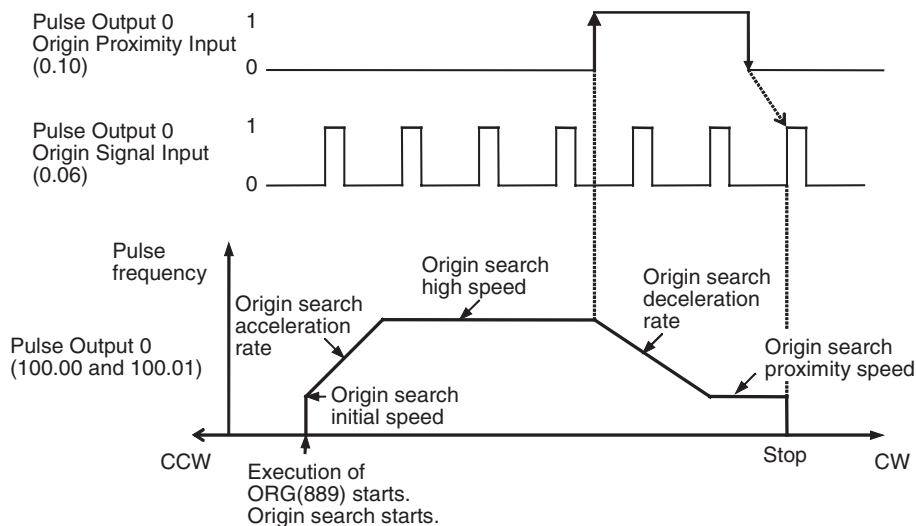 Pulse Output 0
Origin Proximity Input
(0.10)
1
0
Pulse Output 0
Origin Signal Input
(0.06)
1
0
Pulse
frequency
Origin search
high speed
Origin search
deceleration
rate
Origin search
acceleration
rate
Pulse Output 0
(100.00 and 100.01)
Origin search
proximity speed
Origin search
initial speed
CCW
Stop
CW
Execution of
ORG(889) starts.
Origin search starts.